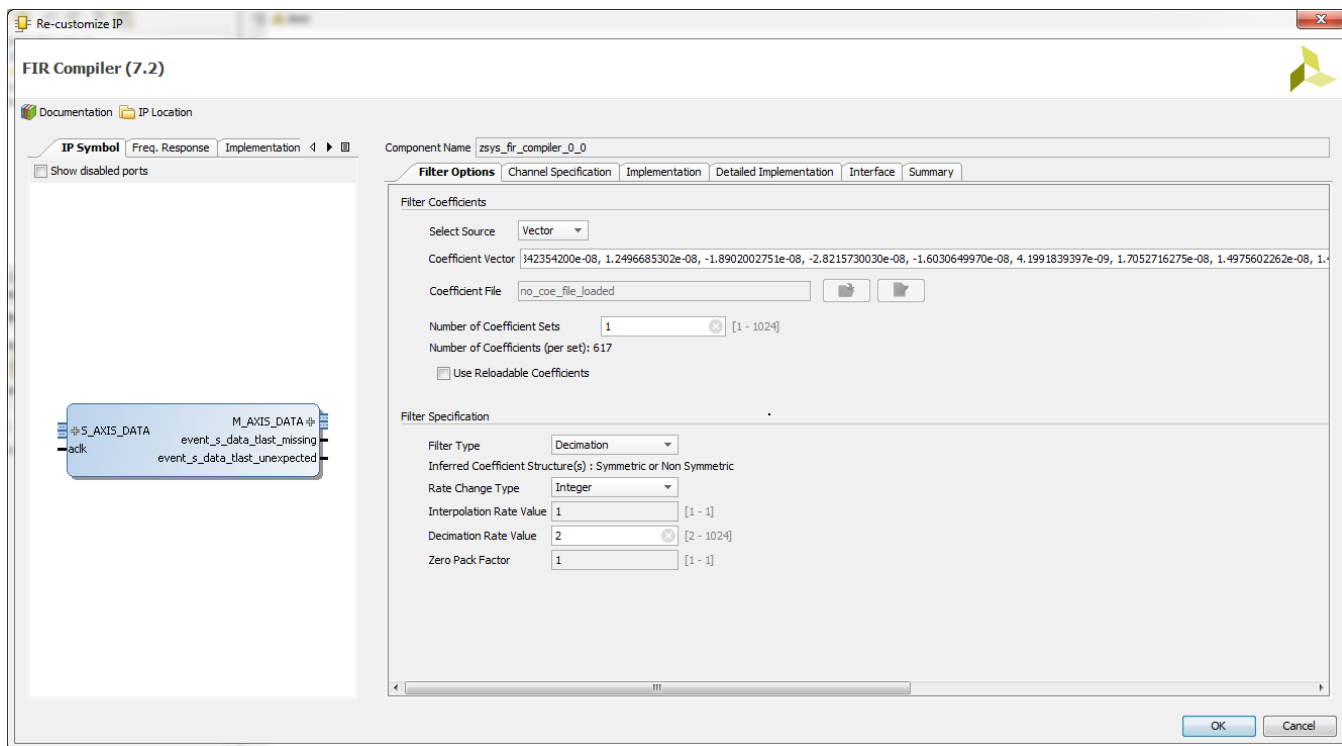 Re-customize IP
FIR Compiler (7.2)
Documentation IP Location
IP Symbol Freq. Response Implementation
Show disabled ports
S_AXIS_DATA
aclk
M_AXIS_DATA
event_s_data_tlast_missing
event_s_data_tlast_unexpected
Component Name zsys_fir_compiler_0_0
Filter Options Channel Specification Implementation Detailed Implementation Interface Summary
Filter Coefficients
Select Source Vector
Coefficient Vector 342354200e-08, 1.2496685302e-08, -1.8902002751e-08, -2.8215730030e-08, -1.6030649970e-08, 4.1991839397e-09, 1.7052716275e-08, 1.4975602262e-08, 1.
Coefficient File no_coe_file_loaded
Number of Coefficient Sets 1 [1 - 1024]
Number of Coefficients (per set): 617
Use Reloadable Coefficients
Filter Specification
Filter Type Decimation
Inferred Coefficient Structure(s) : Symmetric or Non Symmetric
Rate Change Type Integer
Interpolation Rate Value 1 [1 - 1]
Decimation Rate Value 2 [2 - 1024]
Zero Pack Factor 1 [1 - 1]
OK Cancel